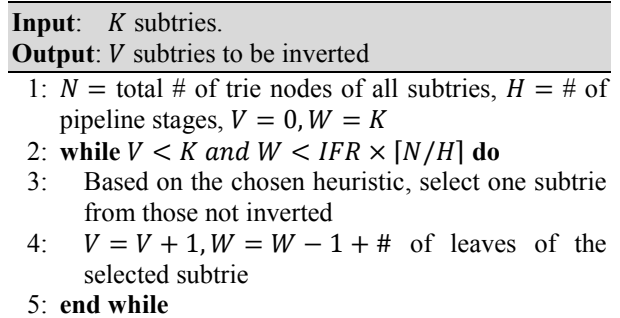 Input: K subtries.
Output: V subtries to be inverted
1: N = total # of trie nodes of all subtries, H = # of
pipeline stages, V = 0, W = K
2: while V < K and W < IFR × ⌈N/H⌉ do
3: Based on the chosen heuristic, select one subtrie
from those not inverted
4: V = V + 1, W = W − 1 + # of leaves of the
selected subtrie
5: end while